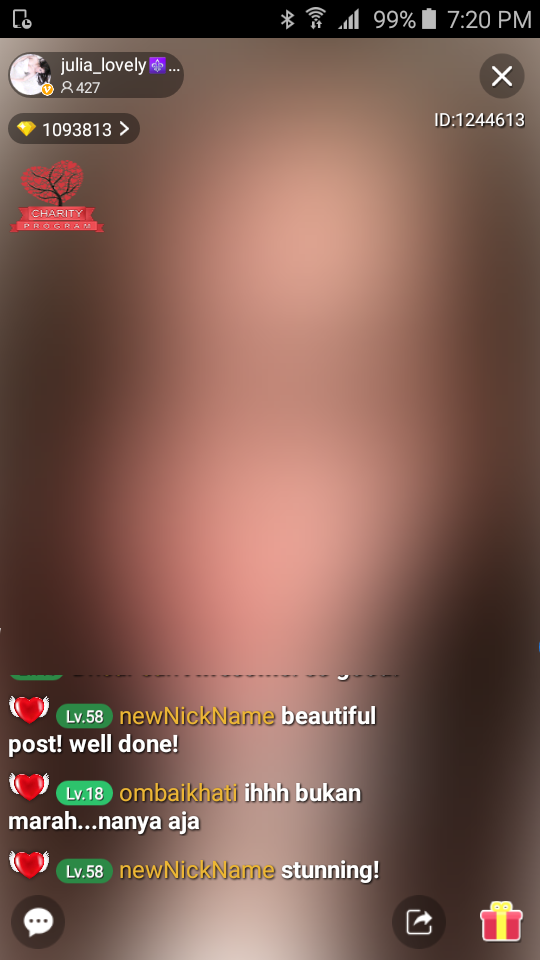 99% 7:20 PM
julia_lovely ...
427
1093813
ID:1244613
CHARITY
PROGRAM
Lv.58 newNickName beautiful
post! well done!
Lv.18 ombaikhati ihhh bukan
marah...nanya aja
Lv.58 newNickName stunning!